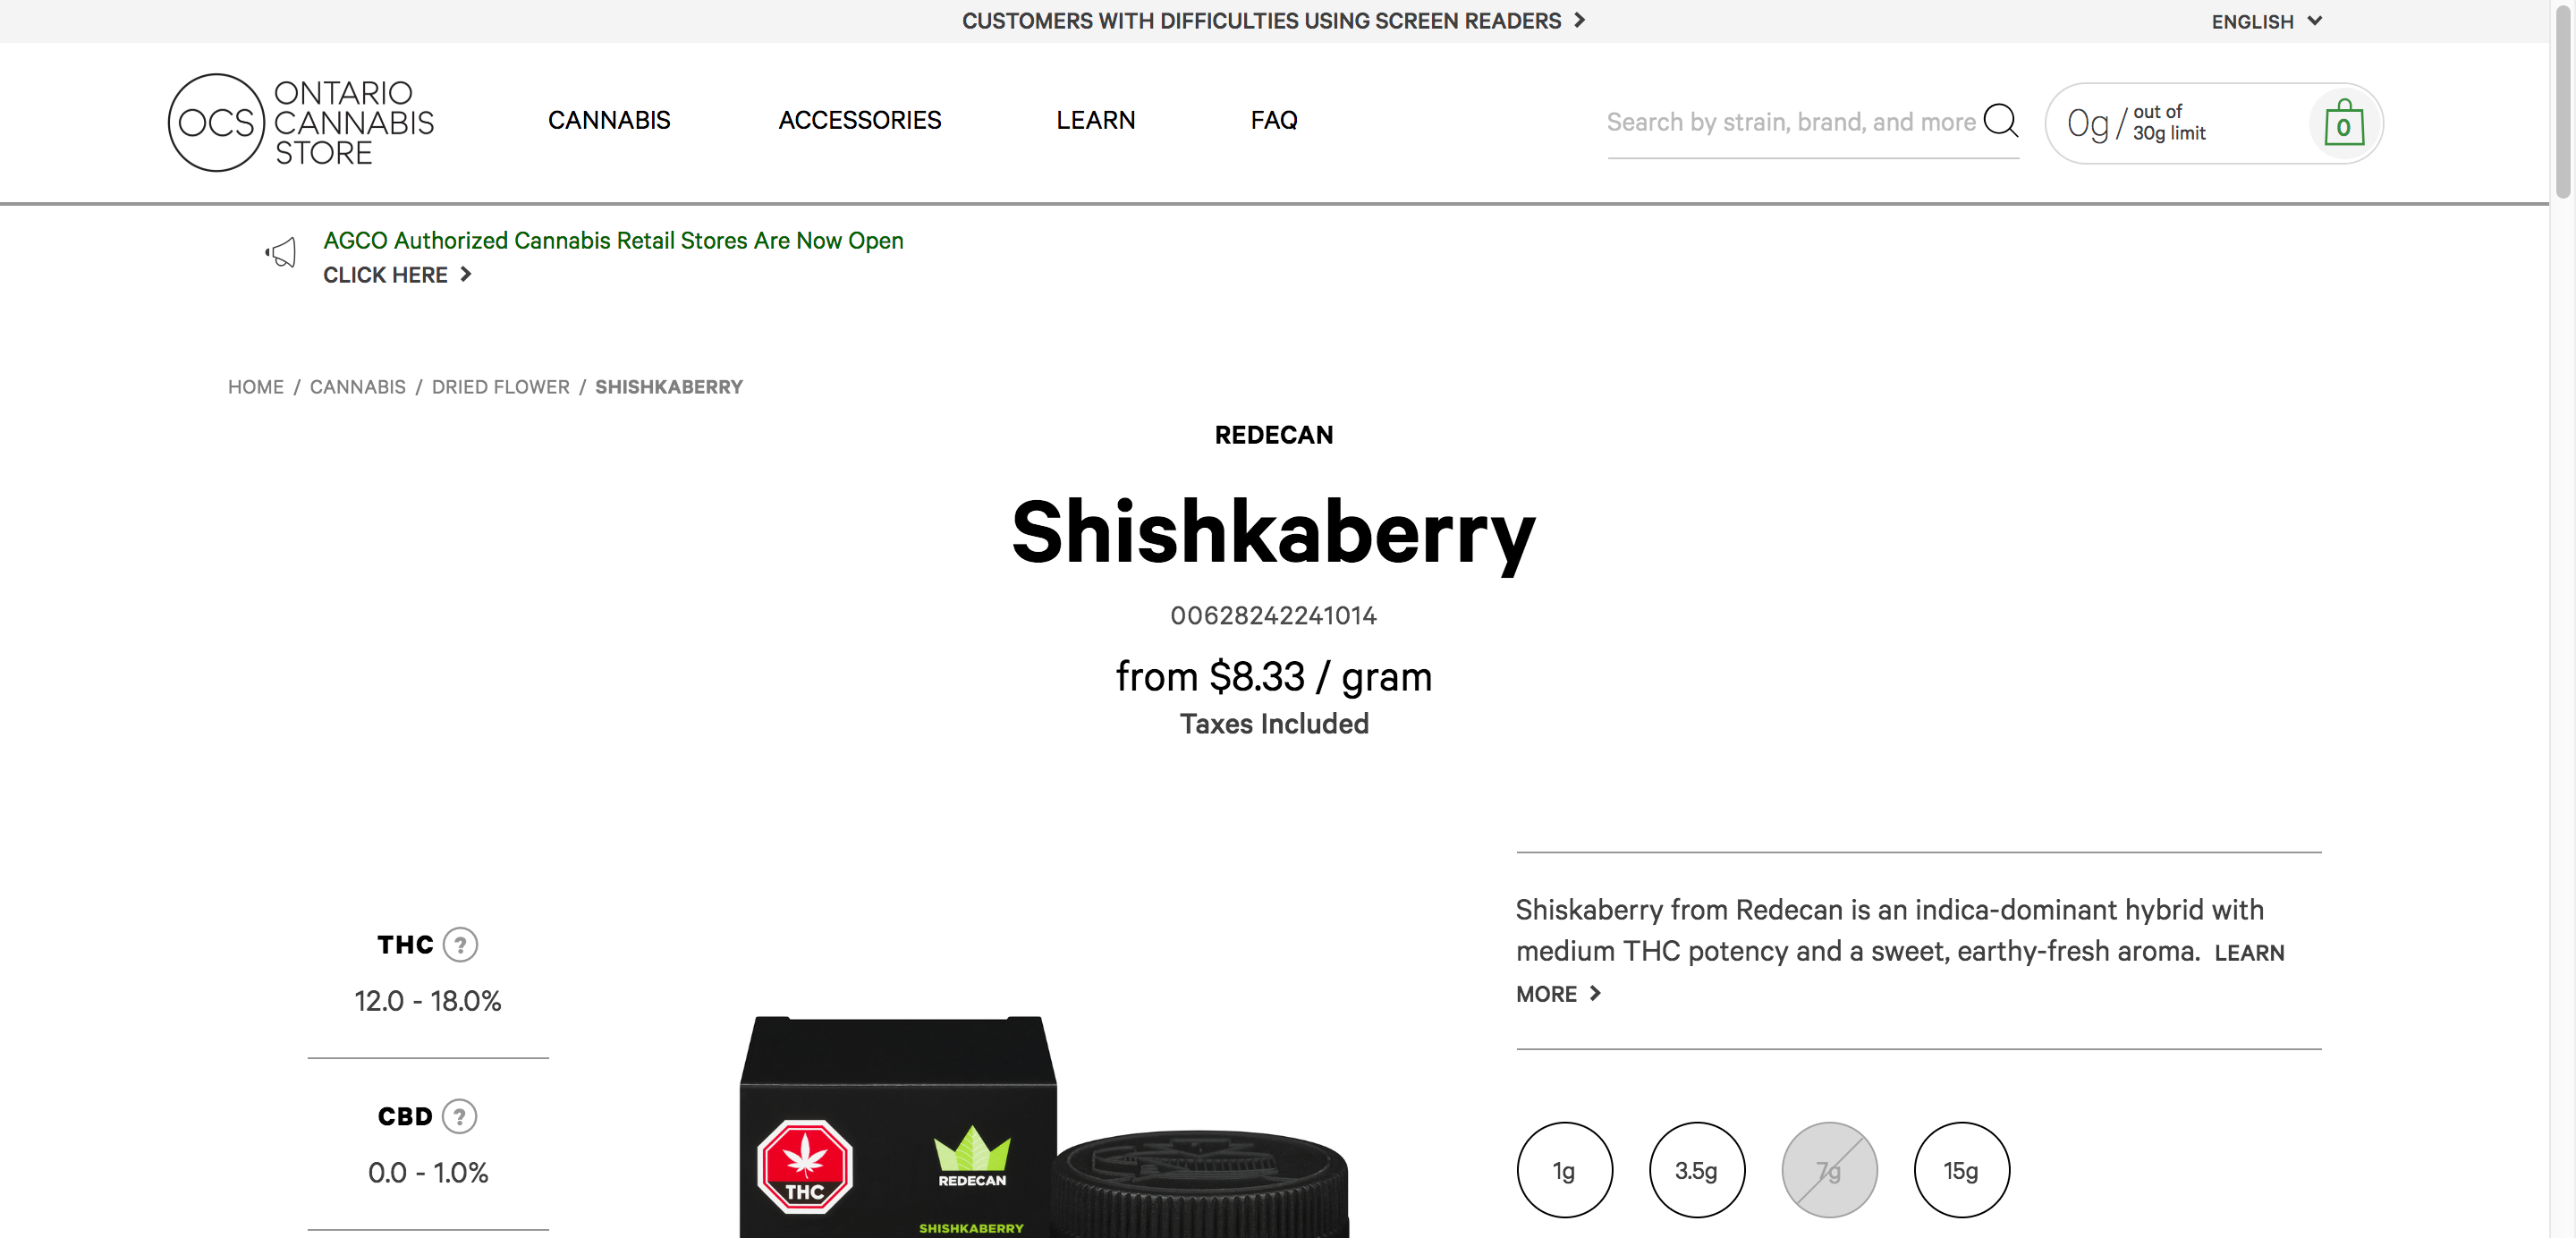 CUSTOMERS WITH DIFFICULTIES USING SCREEN READERS
ENGLISH
OCS
ONTARIO
CANNABIS
STORE
CANNABIS
ACCESSORIES
LEARN
FAQ
Search by strain, brand, and more
0g / out of
30g limit
0
AGCO Authorized Cannabis Retail Stores Are Now Open
CLICK HERE
HOME / CANNABIS / DRIED FLOWER / SHISHKABERRY
REDECAN
Shishkaberry
00628242241014
from $8.33 / gram
Taxes Included
THC ?
12.0 - 18.0%
CBD ?
0.0 - 1.0%
THC
REDECAN
SHISHKABERRY
Shiskaberry from Redecan is an indica-dominant hybrid with
medium THC potency and a sweet, earthy-fresh aroma. LEARN
MORE
1g
3.5g
7g
15g